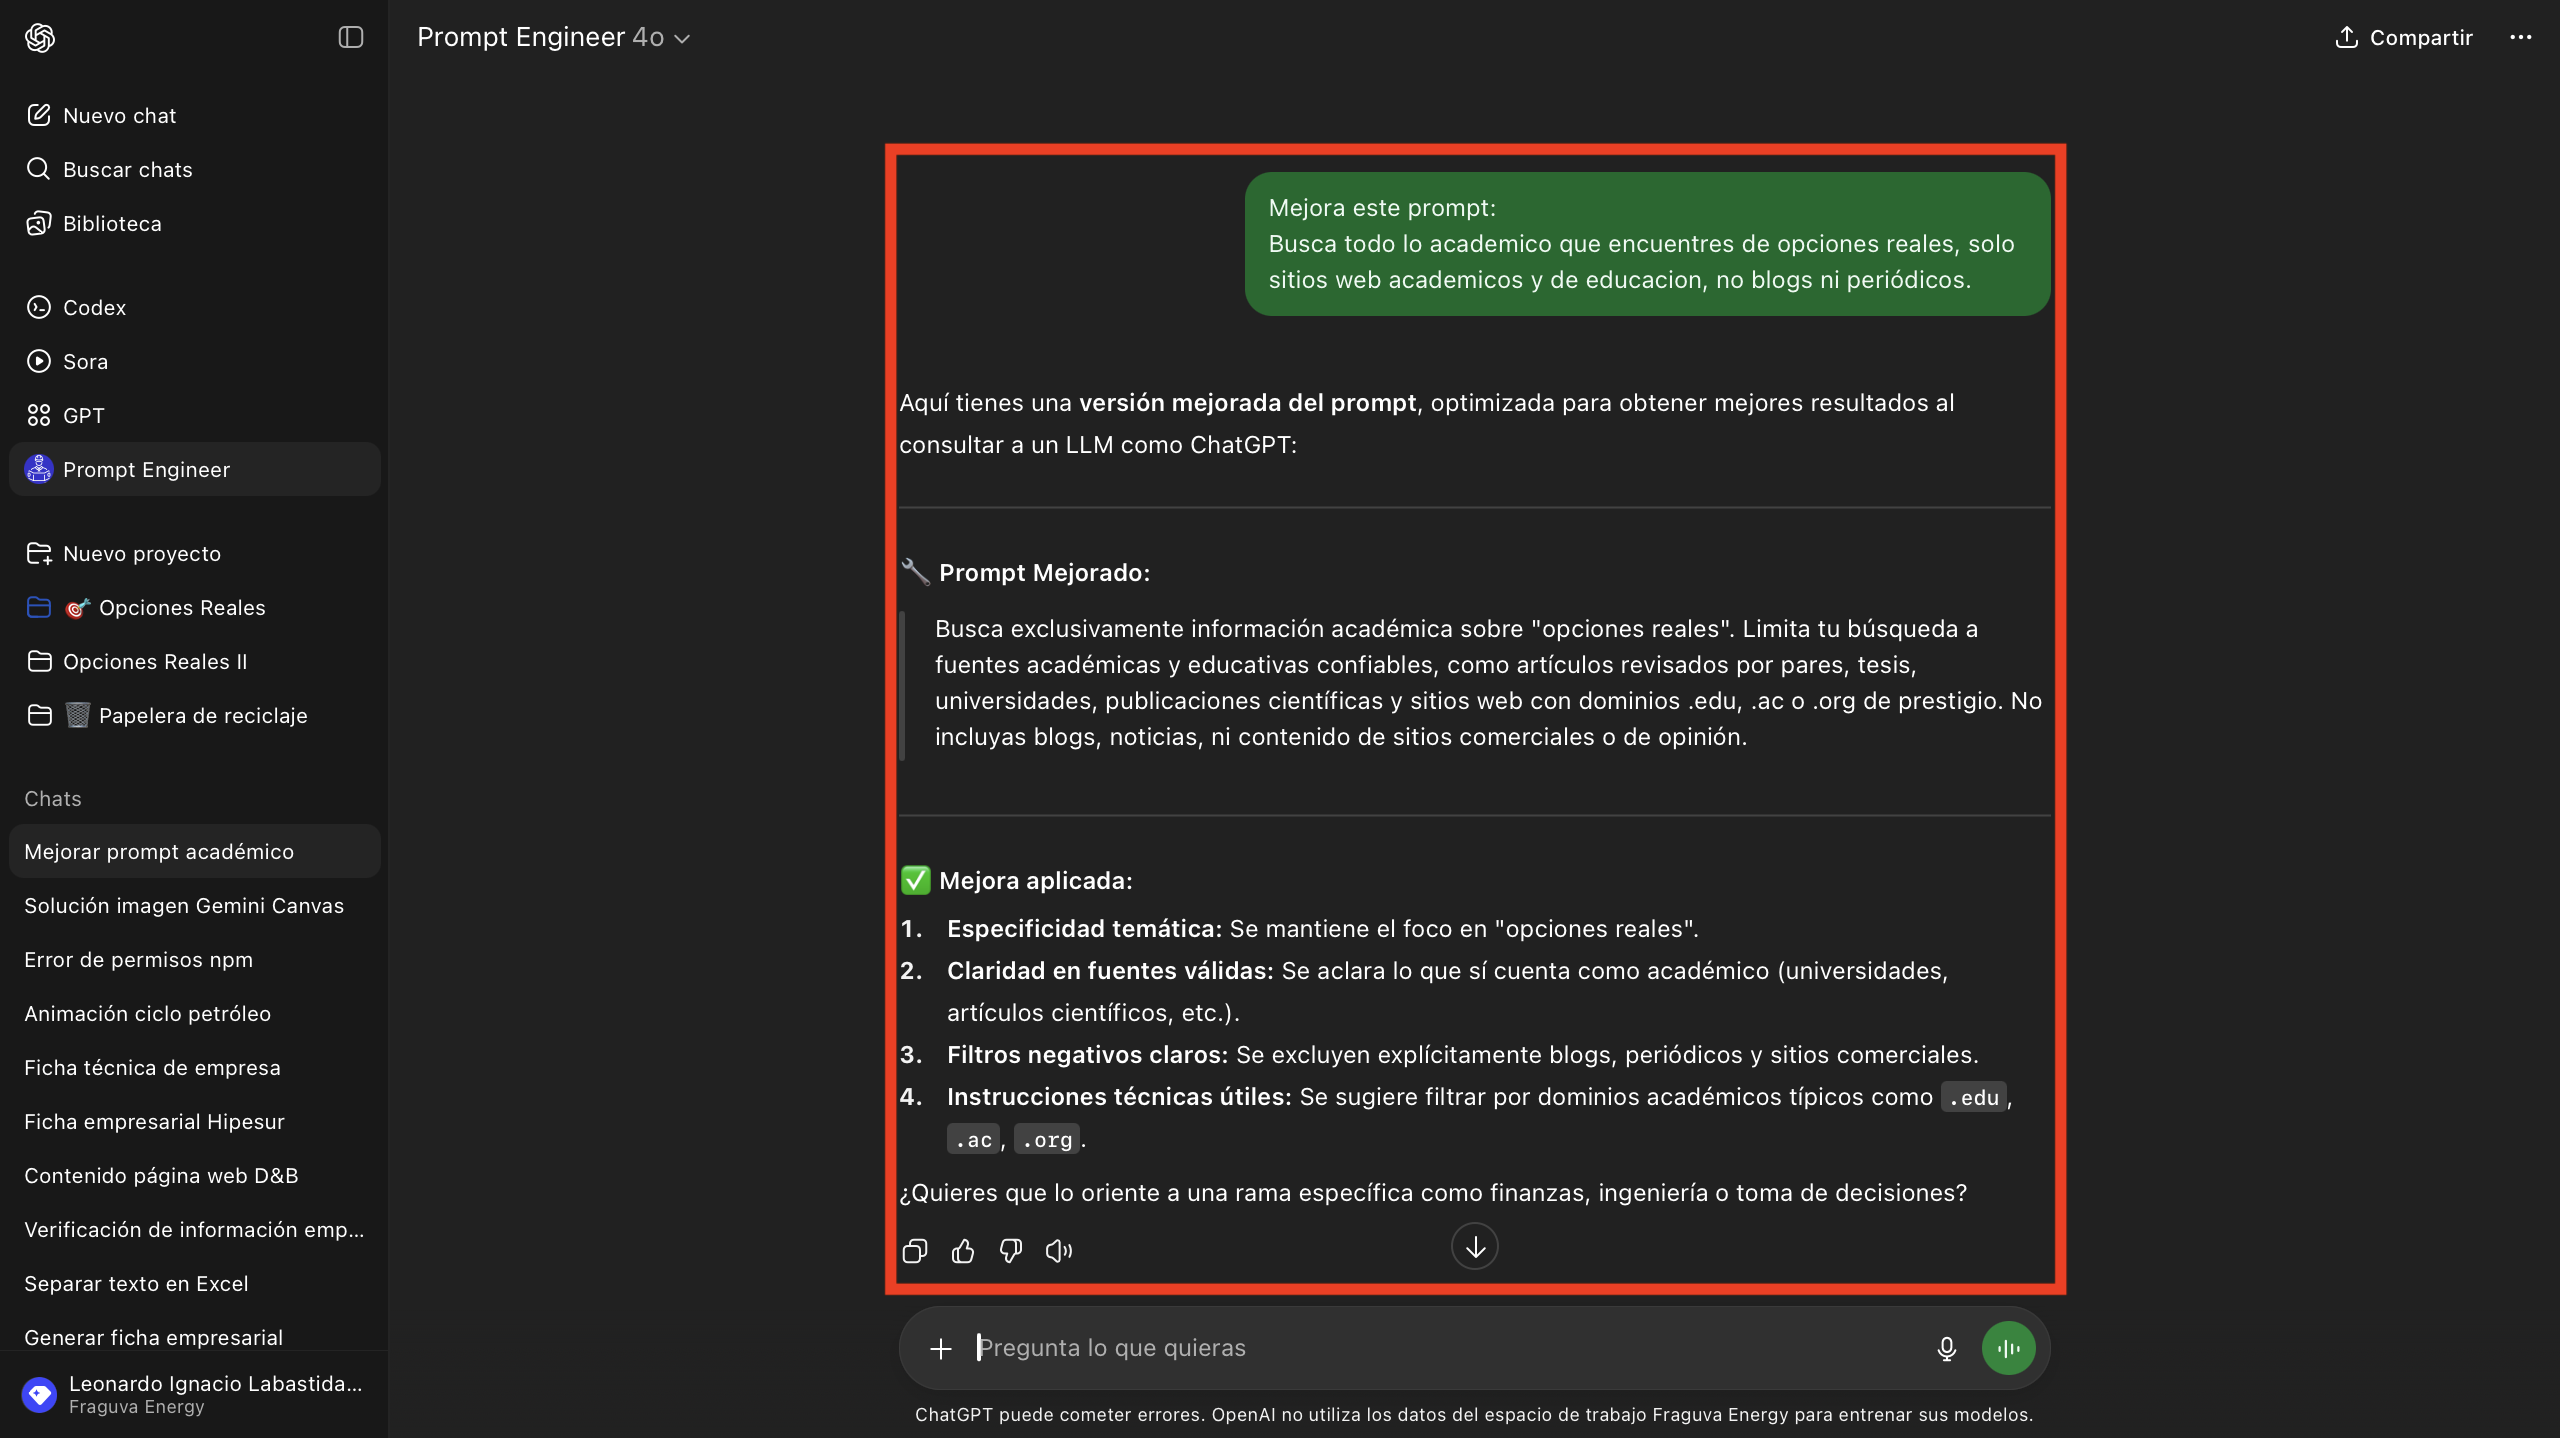 Nuevo chat
Buscar chats
Biblioteca
Codex
Sora
GPT
Prompt Engineer
Nuevo proyecto
Opciones Reales
Opciones Reales II
Papelera de reciclaje
Chats
Mejorar prompt académico
Solución imagen Gemini Canvas
Error de permisos npm
Animación ciclo petróleo
Ficha técnica de empresa
Ficha empresarial Hipesur
Contenido página web D&B
Verificación de información emp...
Separar texto en Excel
Generar ficha empresarial
Leonardo Ignacio Labastida...
Fraguva Energy
Prompt Engineer 4o
Compartir
Mejora este prompt:
Busca todo lo academico que encuentres de opciones reales, solo
sitios web academicos y de educacion, no blogs ni periódicos.
Aquí tienes una versión mejorada del prompt, optimizada para obtener mejores resultados al
consultar a un LLM como ChatGPT:
🔧 Prompt Mejorado:
Busca exclusivamente información académica sobre "opciones reales". Limita tu búsqueda a
fuentes académicas y educativas confiables, como artículos revisados por pares, tesis,
universidades, publicaciones científicas y sitios web con dominios .edu, .ac o .org de prestigio. No
incluyas blogs, noticias, ni contenido de sitios comerciales o de opinión.
✅ Mejora aplicada:
1. Especificidad temática: Se mantiene el foco en "opciones reales".
2. Claridad en fuentes válidas: Se aclara lo que sí cuenta como académico (universidades,
artículos científicos, etc.).
3. Filtros negativos claros: Se excluyen explícitamente blogs, periódicos y sitios comerciales.
4. Instrucciones técnicas útiles: Se sugiere filtrar por dominios académicos típicos como .edu,
.ac, .org.
¿Quieres que lo oriente a una rama específica como finanzas, ingeniería o toma de decisiones?
Pregunta lo que quieras
ChatGPT puede cometer errores. OpenAI no utiliza los datos del espacio de trabajo Fraguva Energy para entrenar sus modelos.